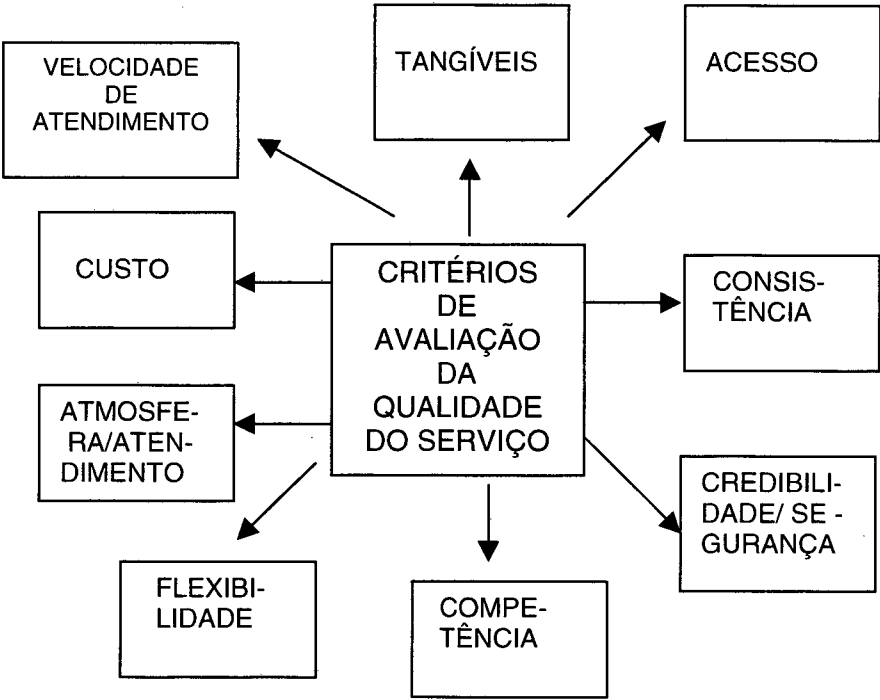 VELOCIDADE
DE
ATENDIMENTO
TANGÍVEIS
ACESSO
CUSTO
CRITÉRIOS
DE
AVALIAÇÃO
DA
QUALIDADE
DO SERVIÇO
CONSIS-
TÊNCIA
ATMOSFE-
RA/ATEN-
DIMENTO
CREDIBILI-
DADE/ SE -
GURANÇA
FLEXIBI-
LIDADE
COMPE-
TÊNCIA